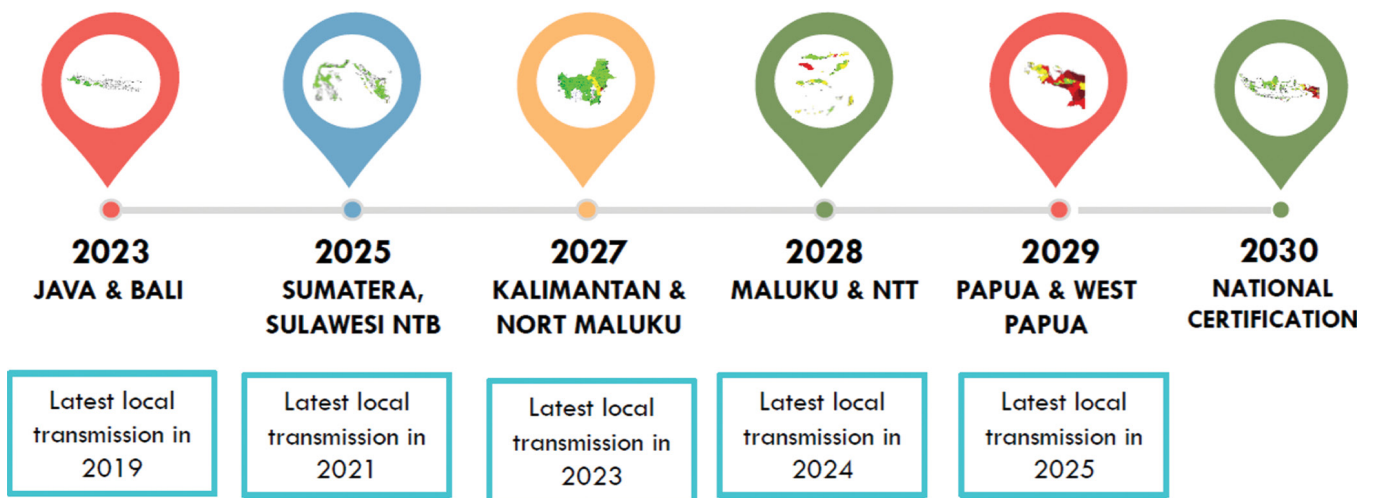 2023
JAVA & BALI
2025
SUMATERA,
SULAWESI NTB
2027
KALIMANTAN &
NORT MALUKU
2028
MALUKU & NTT
2029
PAPUA & WEST
PAPUA
2030
NATIONAL
CERTIFICATION
Latest local
transmission in
2019
Latest local
transmission in
2021
Latest local
transmission in
2023
Latest local
transmission in
2024
Latest local
transmission in
2025